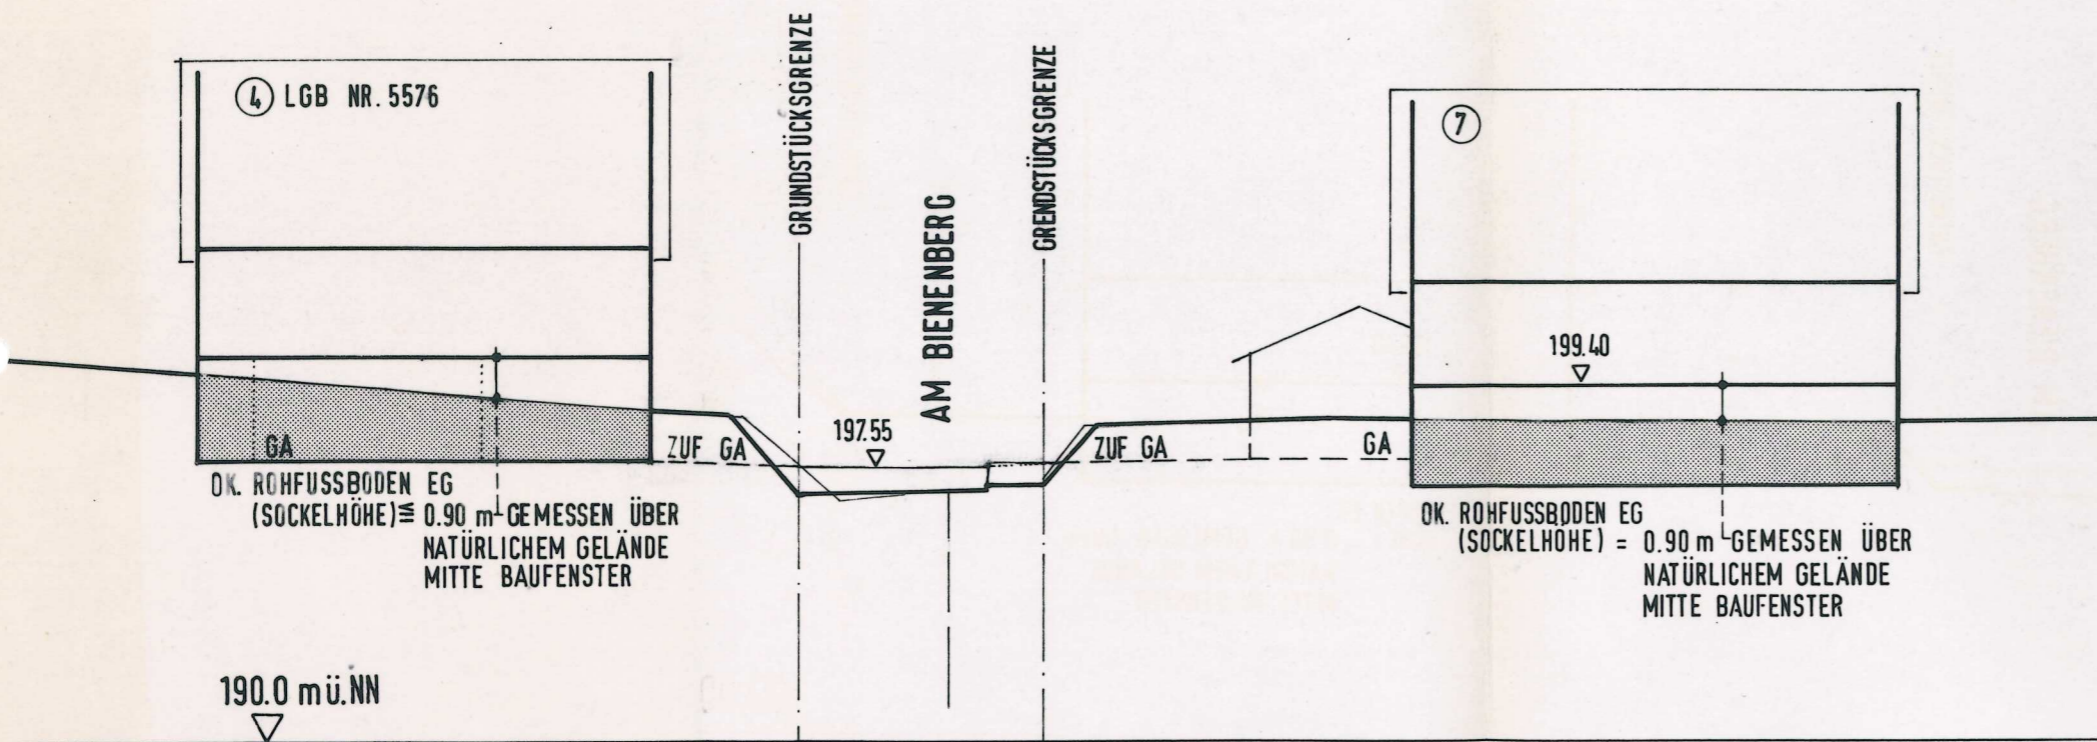 4 LGB NR. 5576
GRUNDSTÜCKSGRENZE
AM BIENENBERG
GRENDSTÜCKSGRENZE
7
199.40
197.55
GA
ZUF GA
ZUF GA
GA
OK. ROHFUSSBODEN EG
(SOCKELHÖHE) ≦ 0.90 m GEMESSEN ÜBER
NATÜRLICHEM GELÄNDE
MITTE BAUFENSTER
OK. ROHFUSSBODEN EG
(SOCKELHÖHE) = 0.90 m GEMESSEN ÜBER
NATÜRLICHEM GELÄNDE
MITTE BAUFENSTER
190.0 mü.NN